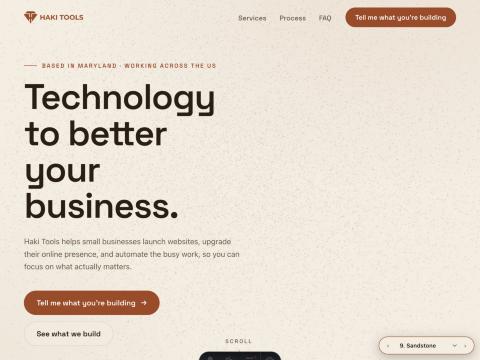 HAKI TOOLS
Services Process FAQ Tell me what you're building
BASED IN MARYLAND · WORKING ACROSS THE US
Technology
to better
your
business.
Haki Tools helps small businesses launch websites, upgrade
their online presence, and automate the busy work, so you can
focus on what actually matters.
Tell me what you're building →
See what we build
SCROLL
9. Sandstone